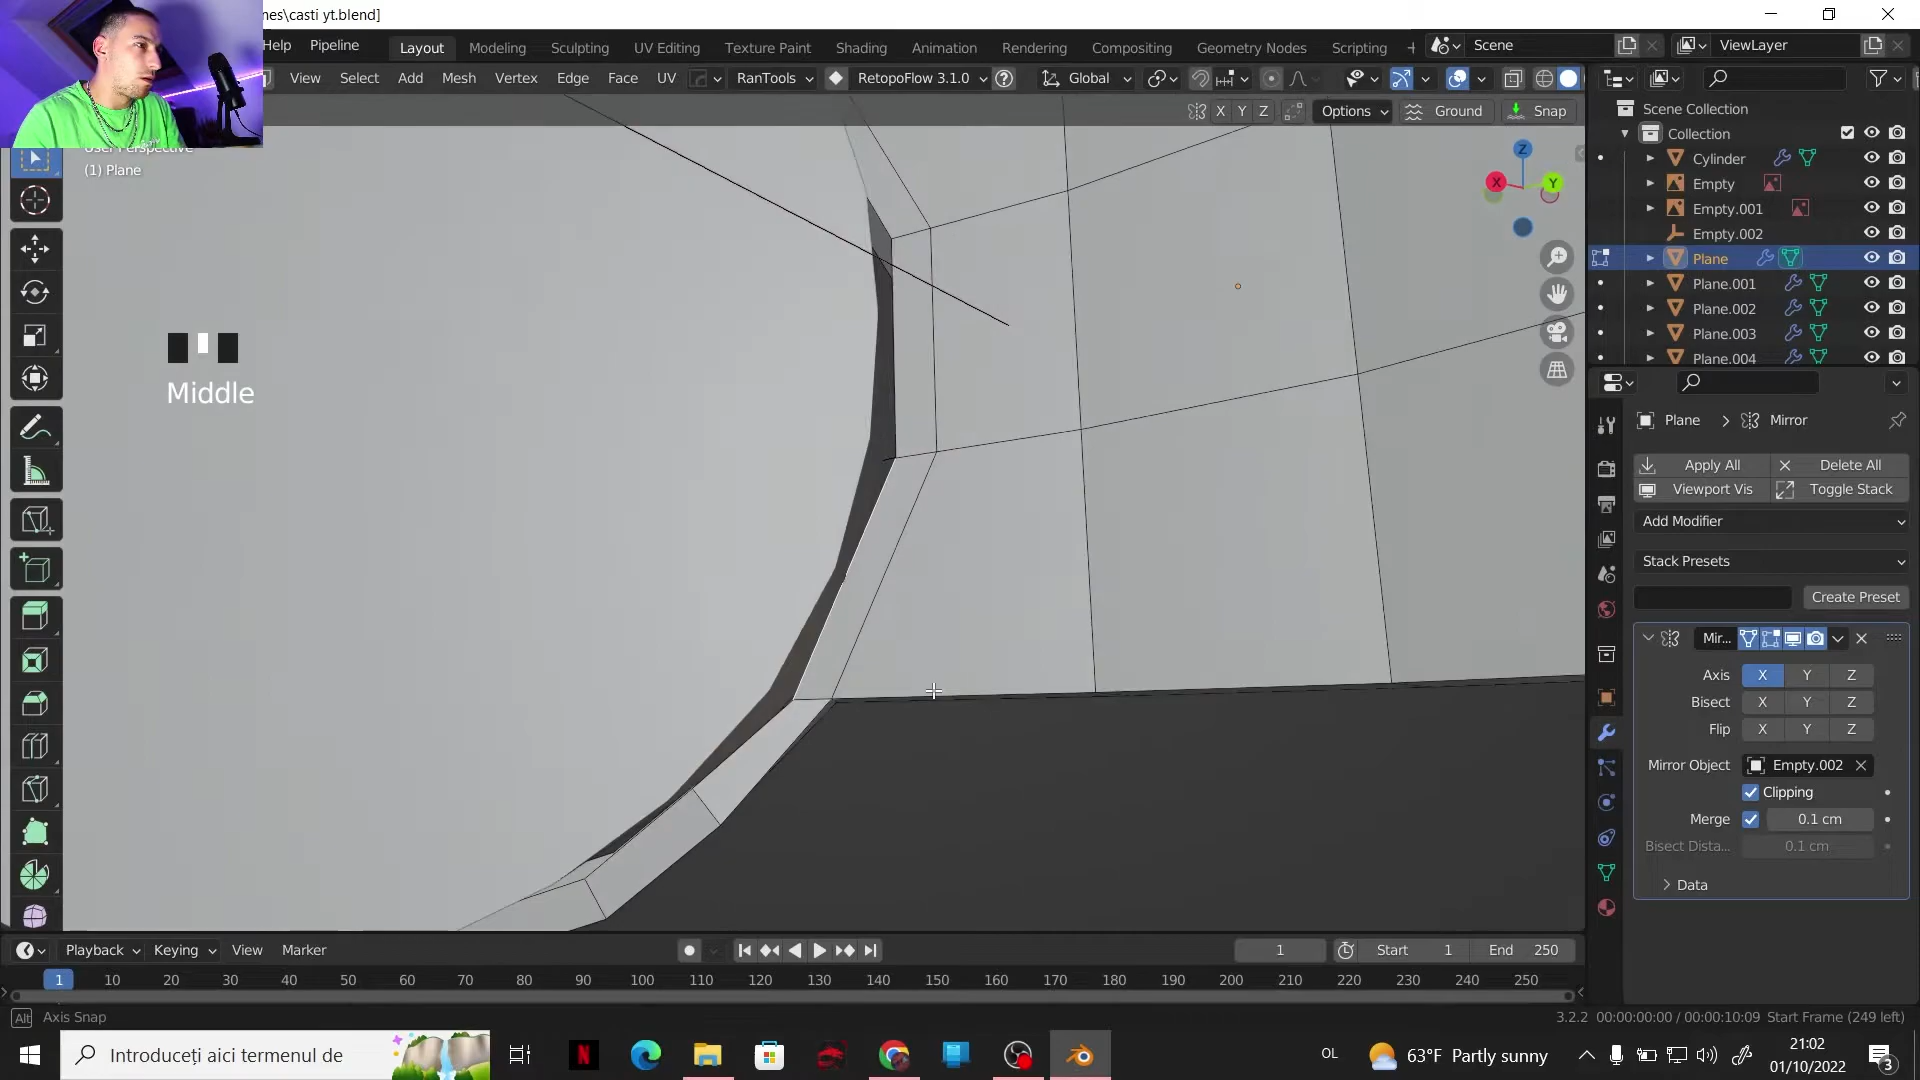 nes\casti yt.blend]
Help Pipeline Layout Modeling Sculpting UV Editing Texture Paint Shading Animation Rendering Compositing Geometry Nodes Scripting + Scene ViewLayer
View Select Add Mesh Vertex Edge Face UV RanTools RetopoFlow 3.1.0 Global
X Y Z Options Ground Snap
User Perspective
(1) Plane
Z
X
Y
Middle
Scene Collection
Collection
Cylinder
Empty
Empty.001
Empty.002
Plane
Plane.001
Plane.002
Plane.003
Plane.004
Plane > Mirror
Apply All Delete All
Viewport Vis Toggle Stack
Add Modifier
Stack Presets
Create Preset
Mir...
Axis X Y Z
Bisect X Y Z
Flip X Y Z
Mirror Object Empty.002
Clipping
Merge 0.1 cm
Bisect Dista... 0.1 cm
Data
Playback Keying View Marker 1 Start 1 End 250
1 10 20 30 40 50 60 70 80 90 100 110 120 130 140 150 160 170 180 190 200 210 220 230 240 250
Alt Axis Snap 3.2.2 00:00:00:00 / 00:00:10:09 Start Frame (249 left)
Introduceți aici termenul de N OL 63°F Partly sunny 21:02
01/10/2022 3